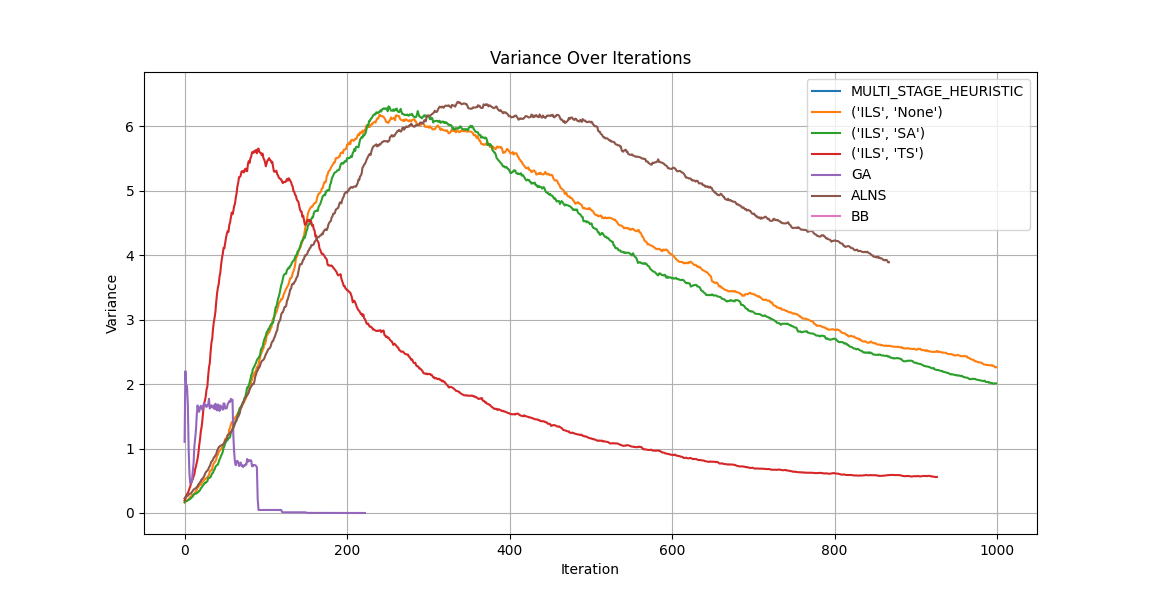 Variance Over Iterations
MULTI_STAGE_HEURISTIC
('ILS', 'None')
('ILS', 'SA')
('ILS', 'TS')
GA
ALNS
BB
6
5
4
3
2
1
0
Variance
0 200 400 600 800 1000
Iteration